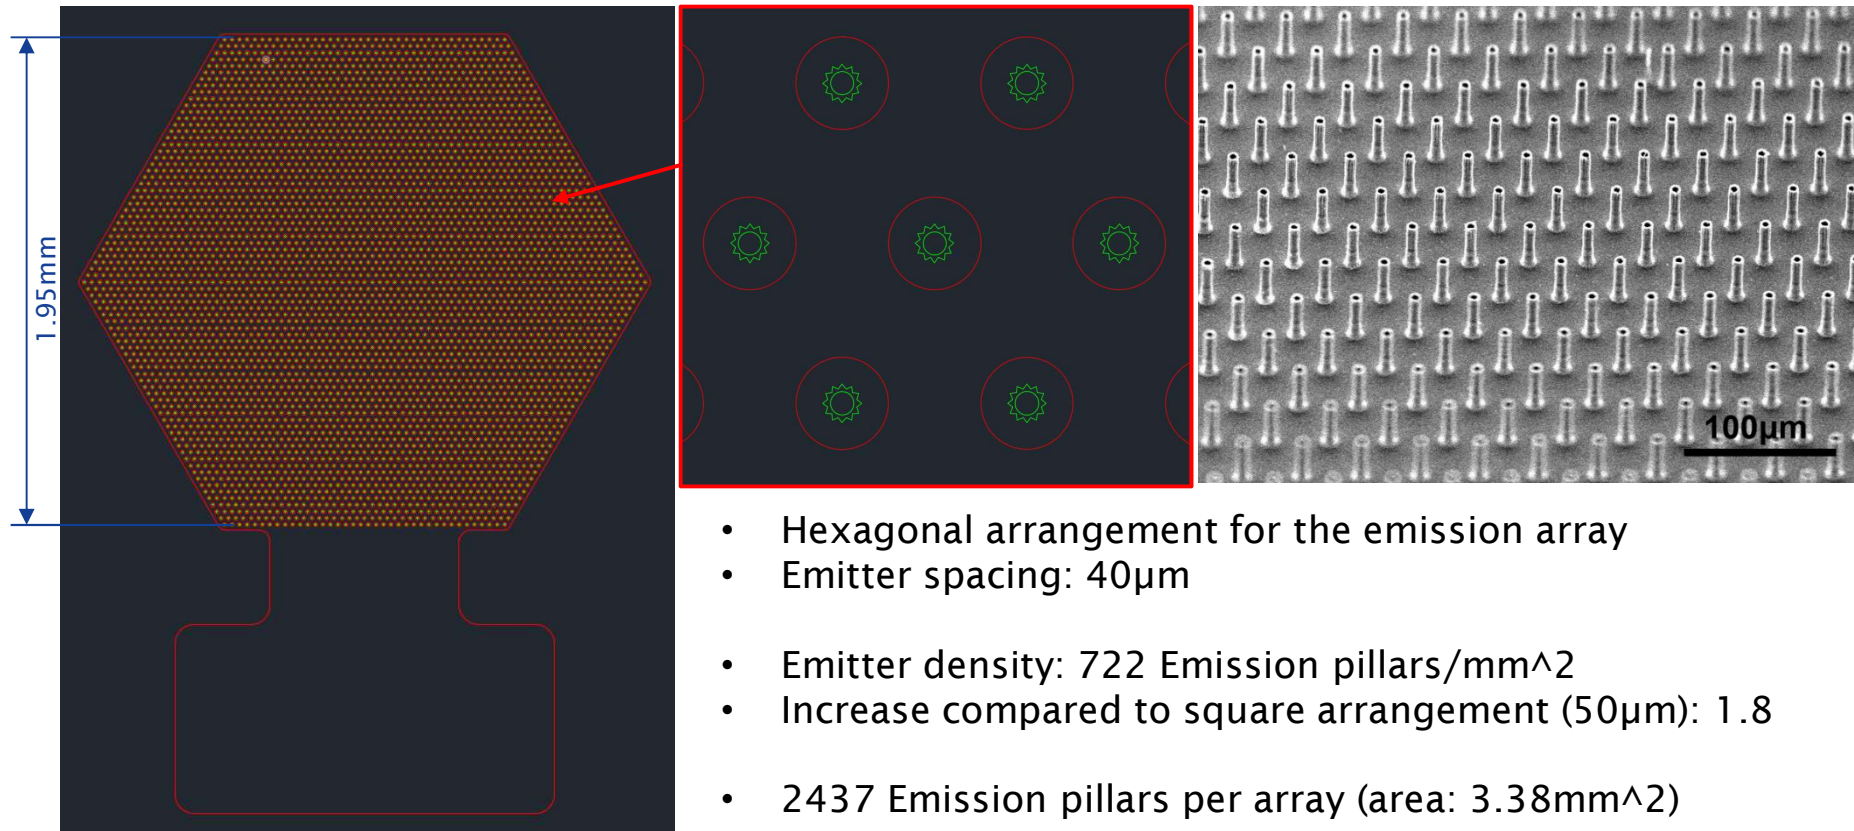 1.95mm
100µm
• Hexagonal arrangement for the emission array
• Emitter spacing: 40µm
• Emitter density: 722 Emission pillars/mm^2
• Increase compared to square arrangement (50µm): 1.8
• 2437 Emission pillars per array (area: 3.38mm^2)